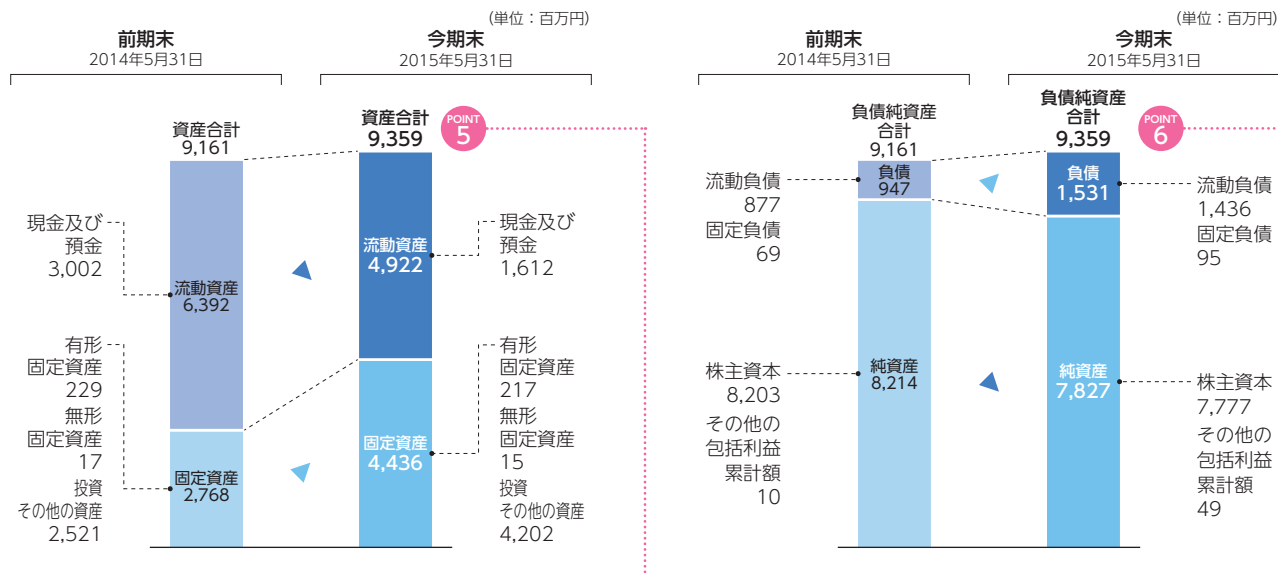 (単位：百万円)
前期末
2014年5月31日
今期末
2015年5月31日
資産合計
9,161
資産合計
9,359
POINT
5
現金及び
預金
3,002
流動資産
6,392
流動資産
4,922
現金及び
預金
1,612
有形
固定資産
229
無形
固定資産
17
投資
その他の資産
2,521
固定資産
2,768
固定資産
4,436
有形
固定資産
217
無形
固定資産
15
投資
その他の資産
4,202
(単位：百万円)
前期末
2014年5月31日
今期末
2015年5月31日
負債純資産
合計
9,161
負債純資産
合計
9,359
POINT
6
流動負債
877
固定負債
69
負債
947
負債
1,531
流動負債
1,436
固定負債
95
株主資本
8,203
その他の
包括利益
累計額
10
純資産
8,214
純資産
7,827
株主資本
7,777
その他の
包括利益
累計額
49